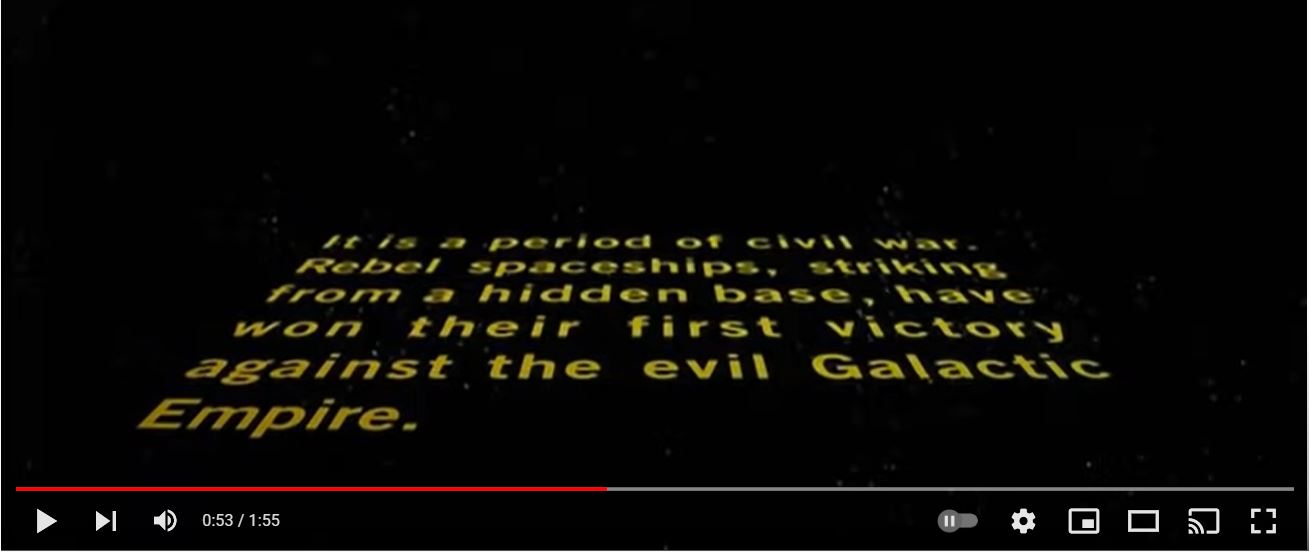 It is a period of civil war.
Rebel spaceships, striking
from a hidden base, have
won their first victory
against the evil Galactic
Empire.
0:53 / 1:55